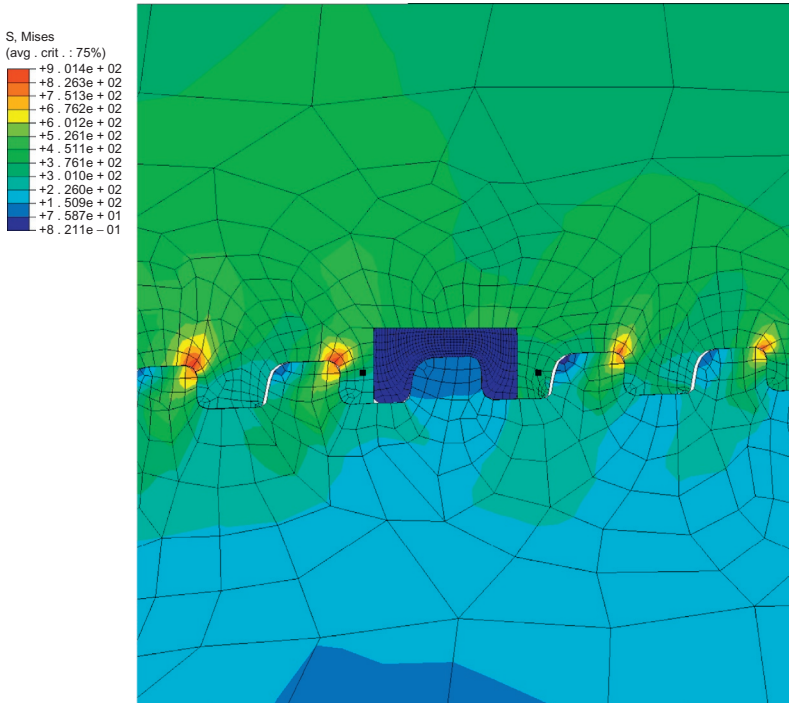 S, Mises
(avg . crit . : 75%)
+9 . 014e + 02
+8 . 263e + 02
+7 . 513e + 02
+6 . 762e + 02
+6 . 012e + 02
+5 . 261e + 02
+4 . 511e + 02
+3 . 761e + 02
+3 . 010e + 02
+2 . 260e + 02
+1 . 509e + 02
+7 . 587e + 01
+8 . 211e − 01